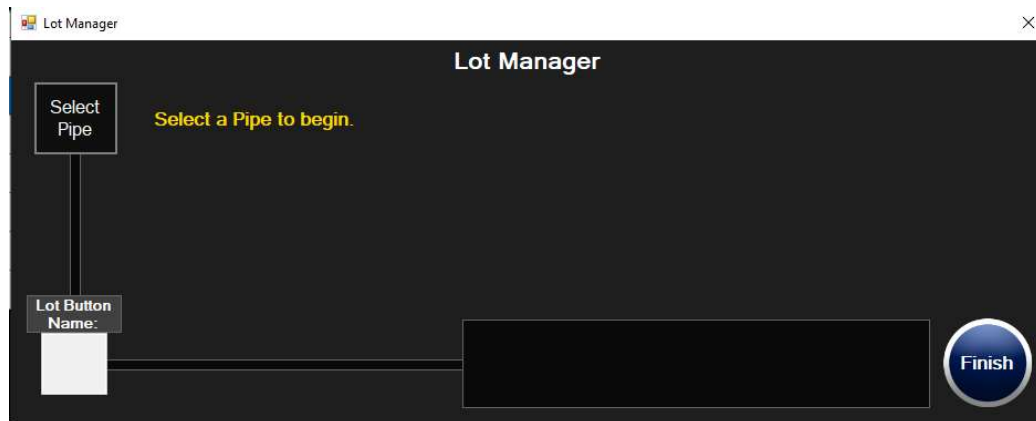 Lot Manager
Lot Manager
Select
Pipe
Select a Pipe to begin.
Lot Button
Name:
Finish